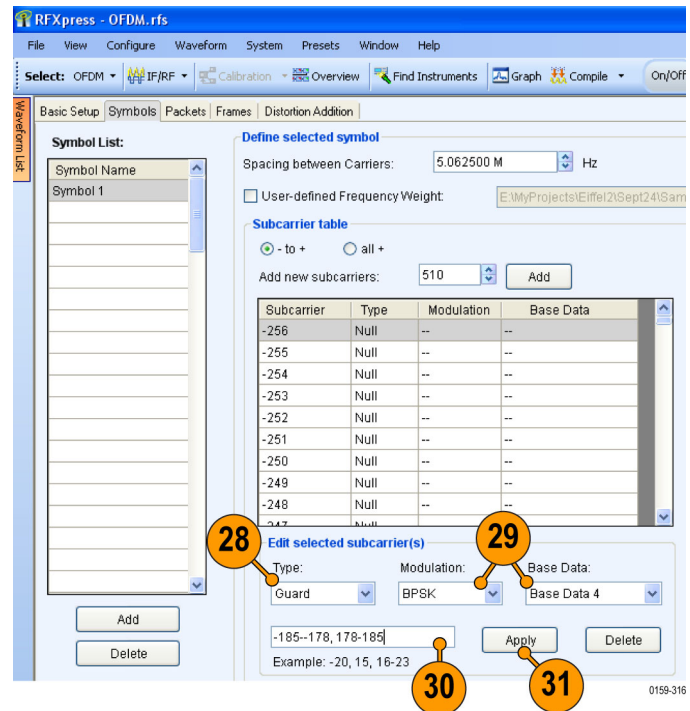 RFXpress - OFDM.rfs
File View Configure Waveform System Presets Window Help
Select: OFDM IF/RF Calibration Overview Find Instruments Graph Compile On/Off
Waveform List
Basic Setup Symbols Packets Frames Distortion Addition
Symbol List:
Symbol Name
Symbol 1
Add
Delete
Define selected symbol
Spacing between Carriers: 5.062500 M Hz
User-defined Frequency Weight: E:\MyProjects\Eiffel2\Sept24\Sam
Subcarrier table
- to + all +
Add new subcarriers: 510 Add
Subcarrier Type Modulation Base Data
-256 Null -- --
-255 Null -- --
-254 Null -- --
-253 Null -- --
-252 Null -- --
-251 Null -- --
-250 Null -- --
-249 Null -- --
-248 Null -- --
-247 Null
28 Edit selected subcarrier(s) 29
Type: Modulation: Base Data:
Guard BPSK Base Data 4
-185--178, 178-185 Apply Delete
Example: -20, 15, 16-23
30 31
0159-316